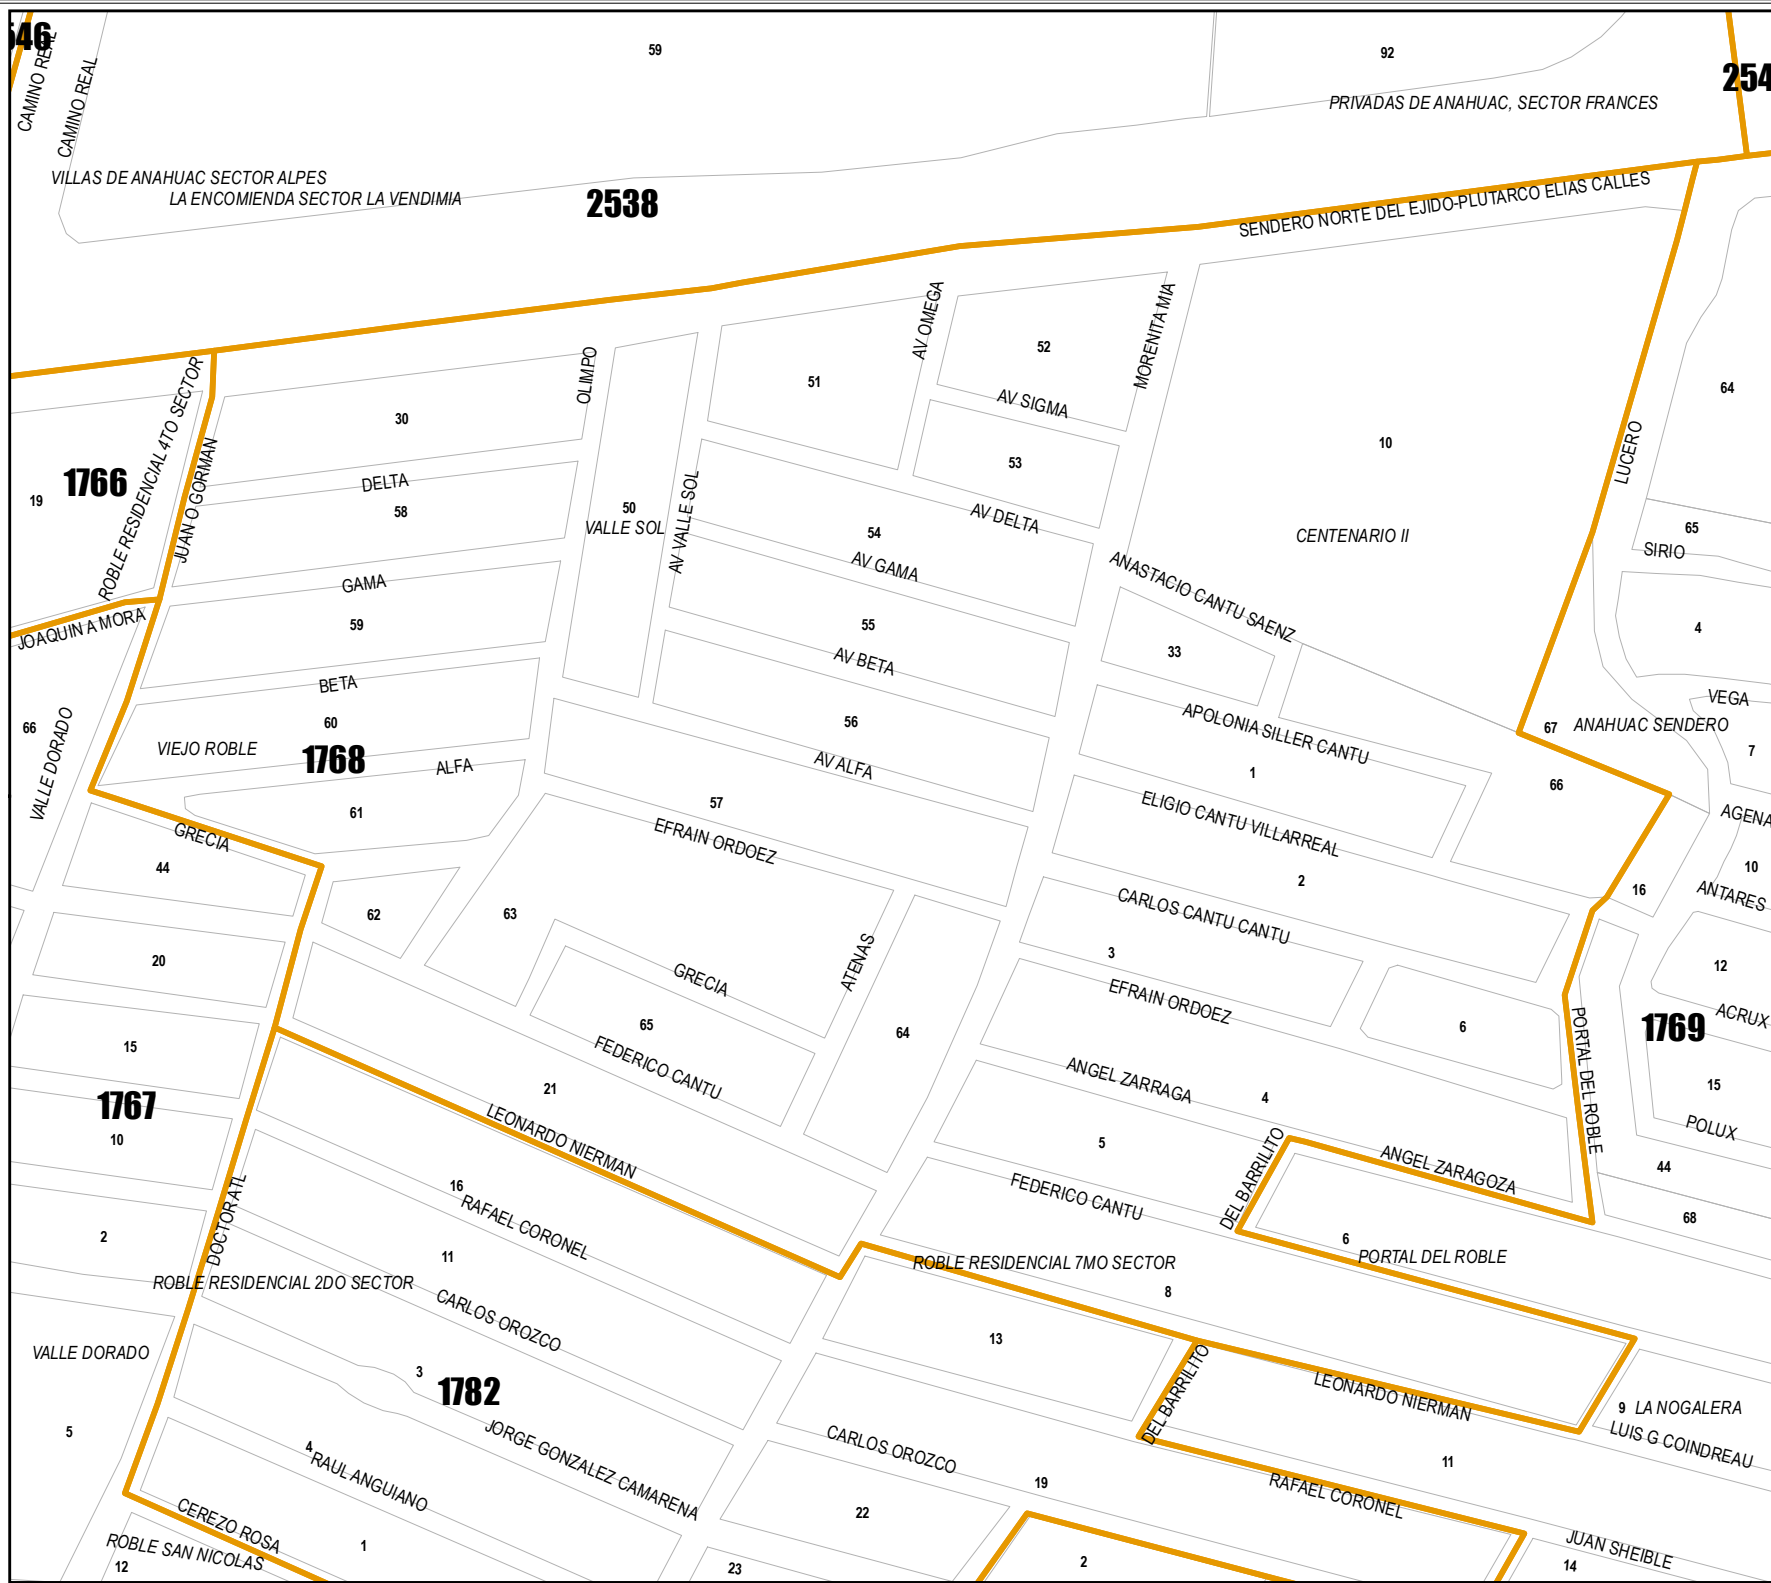 546
CAMINO REAL
CAMINO REAL
59
92
254
PRIVADAS DE ANAHUAC, SECTOR FRANCES
VILLAS DE ANAHUAC SECTOR ALPES
LA ENCOMIENDA SECTOR LA VENDIMIA
2538
SENDERO NORTE DEL EJIDO-PLUTARCO ELIAS CALLES
AV OMEGA
MORENITA MIA
52
51
OLIMPO
64
AV SIGMA
30
ROBLE RESIDENCIAL 4TO SECTOR
10
LUCERO
53
1766
19
JUAN O GORMAN
DELTA
58
50
VALLE SOL
AV VALLE SOL
AV DELTA
54
65
SIRIO
CENTENARIO II
AV GAMA
ANASTACIO CANTU SAENZ
GAMA
JOAQUIN A MORA
59
55
4
33
AV BETA
BETA
VEGA
66
60
56
67
ANAHUAC SENDERO
APOLONIA SILLER CANTU
VALLE DORADO
VIEJO ROBLE
1768
ALFA
AV ALFA
7
1
66
61
57
ELIGIO CANTU VILLARREAL
AGENA
GRECIA
EFRAIN ORDOEZ
44
10
2
16
ANTARES
62
63
CARLOS CANTU CANTU
20
ATENAS
3
12
GRECIA
EFRAIN ORDOEZ
ACRUX
65
64
6
1769
15
PORTAL DEL ROBLE
FEDERICO CANTU
ANGEL ZARRAGA
21
4
15
1767
LEONARDO NIERMAN
POLUX
10
5
DEL BARRILITO
ANGEL ZARAGOZA
44
16
FEDERICO CANTU
RAFAEL CORONEL
68
DOCTOR ATL
2
6
11
PORTAL DEL ROBLE
ROBLE RESIDENCIAL 7MO SECTOR
ROBLE RESIDENCIAL 2DO SECTOR
8
CARLOS OROZCO
13
VALLE DORADO
3
DEL BARRILITO
LEONARDO NIERMAN
1782
9
LA NOGALERA
5
JORGE GONZALEZ CAMARENA
LUIS G COINDREAU
4
CARLOS OROZCO
11
RAUL ANGUIANO
19
RAFAEL CORONEL
CEREZO ROSA
22
1
JUAN SHEIBLE
ROBLE SAN NICOLAS
12
23
2
14